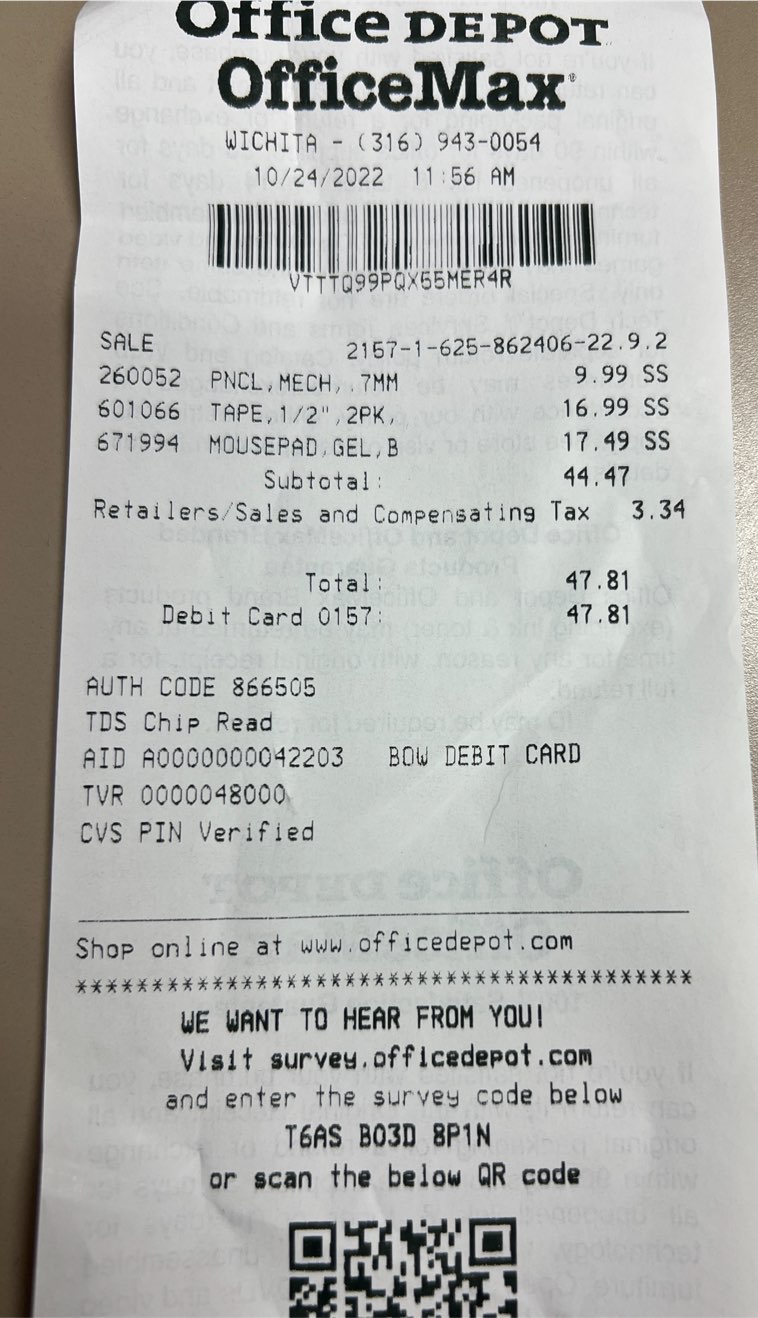 Office DEPOT
OfficeMax
WICHITA - (316) 943-0054
10/24/2022 11:56 AM
VTTTQ99PQX55MER4R
SALE 2157-1-625-862406-22.9.2
260052 PNCL,MECH,.7MM 9.99 SS
601066 TAPE,1/2",2PK, 16.99 SS
671994 MOUSEPAD,GEL,B 17.49 SS
Subtotal: 44.47
Retailers/Sales and Compensating Tax 3.34
Total: 47.81
Debit Card 0157: 47.81
AUTH CODE 866505
TDS Chip Read
AID A0000000042203 BOW DEBIT CARD
TVR 0000048000
CVS PIN Verified
Shop online at www.officedepot.com
*****************************************
WE WANT TO HEAR FROM YOU!
Visit survey.officedepot.com
and enter the survey code below
T6AS BO3D 8P1N
or scan the below QR code